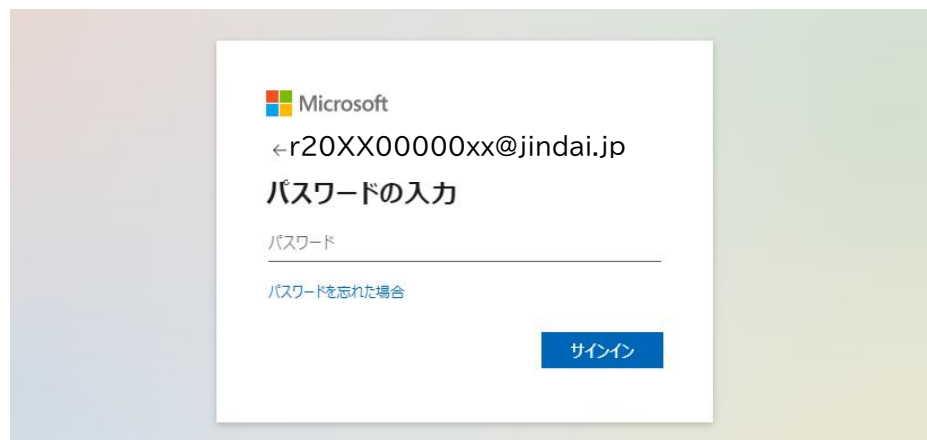 Microsoft
←r20XX00000xx@jindai.jp
パスワードの入力
パスワード
パスワードを忘れた場合
サインイン